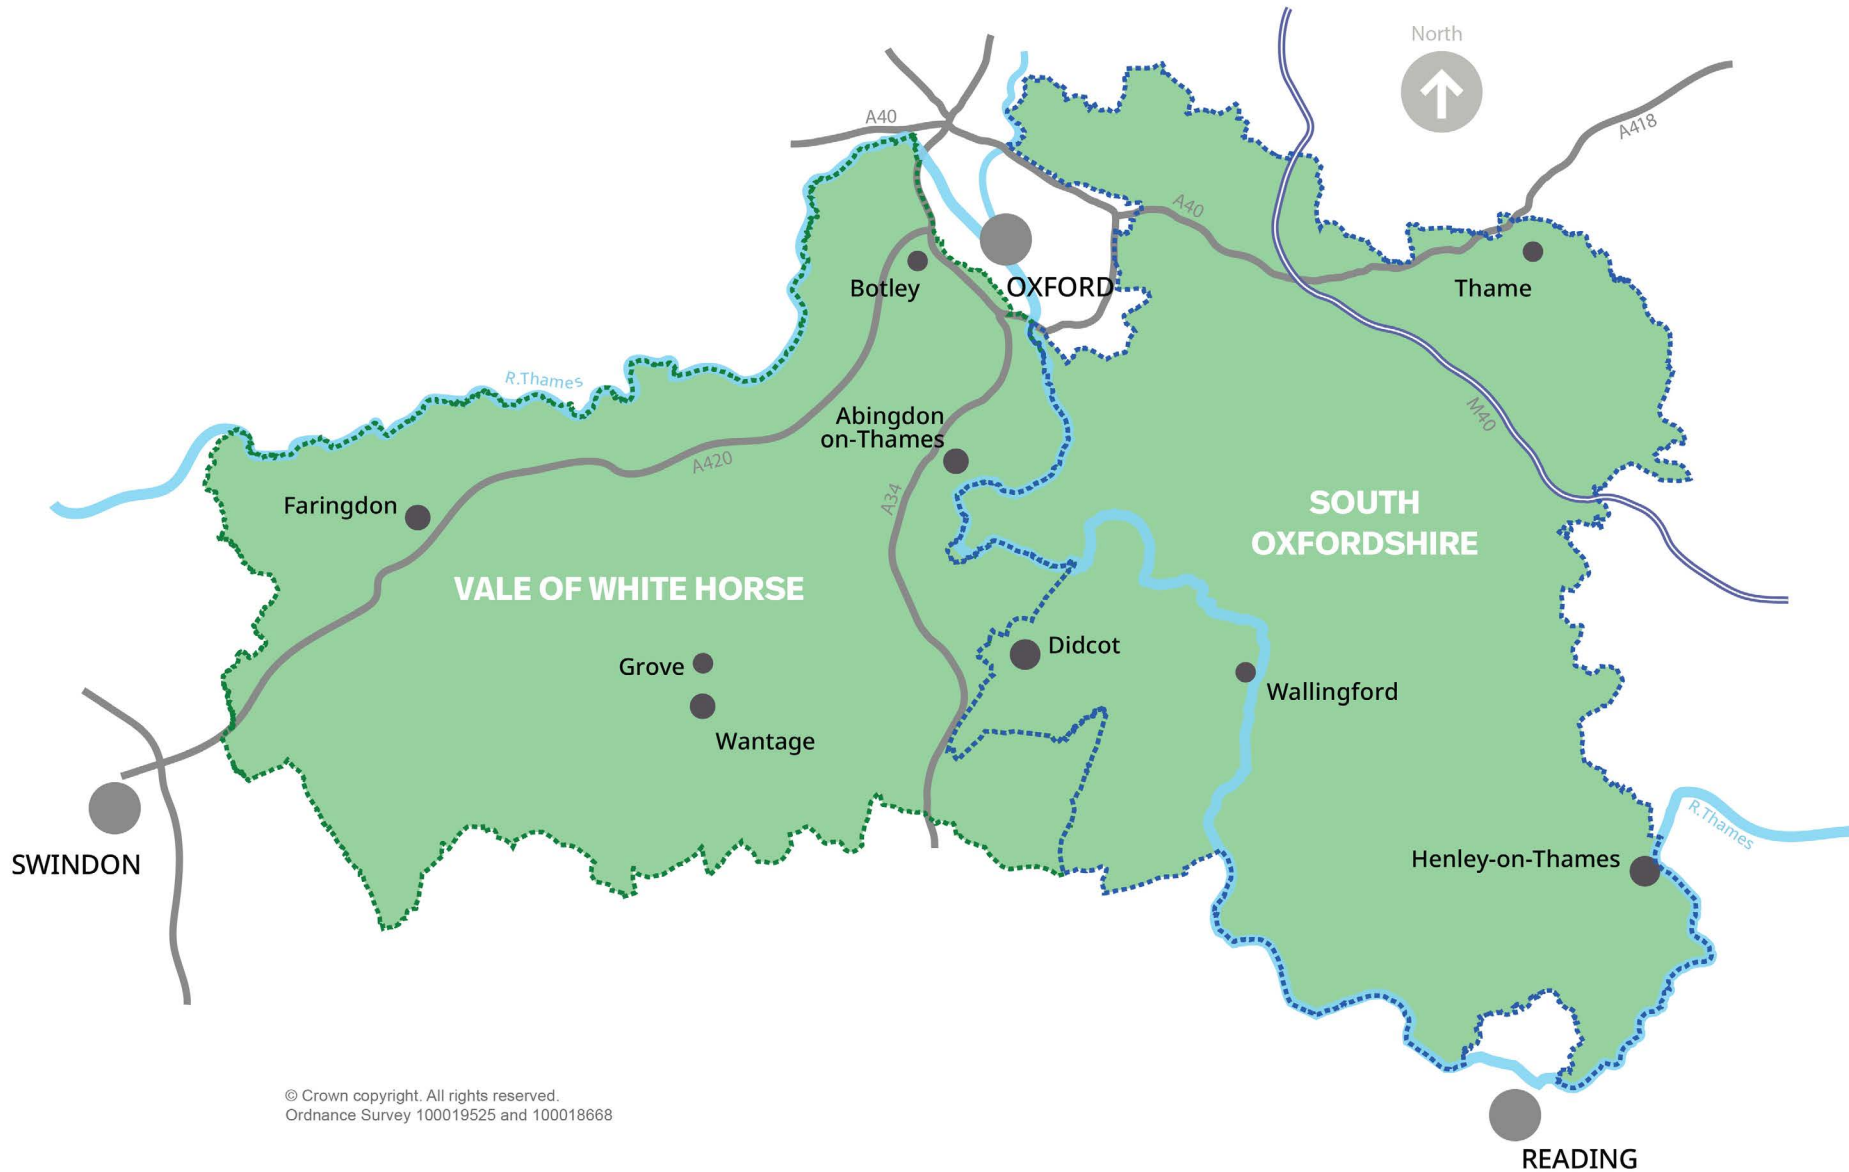 North
A40
A418
A40
Botley
OXFORD
Thame
R.Thames
Abingdon
on-Thames
M40
A420
A34
Faringdon
SOUTH
OXFORDSHIRE
VALE OF WHITE HORSE
Didcot
Grove
Wallingford
Wantage
R.Thames
SWINDON
Henley-on-Thames
© Crown copyright. All rights reserved.
Ordnance Survey 100019525 and 100018668
READING